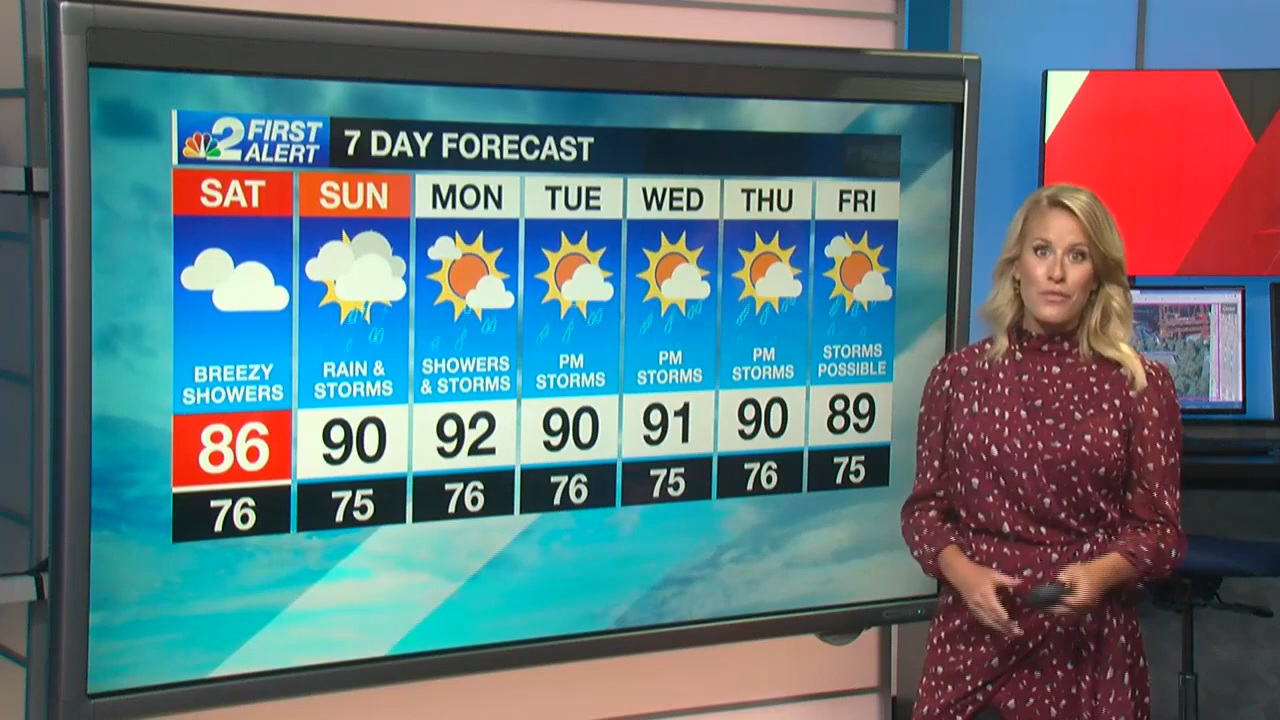 2 FIRST ALERT
7 DAY FORECAST
SAT SUN MON TUE WED THU FRI
BREEZY SHOWERS
RAIN & STORMS
SHOWERS & STORMS
PM STORMS
PM STORMS
PM STORMS
STORMS POSSIBLE
86 90 92 90 91 90 89
76 75 76 76 75 76 75